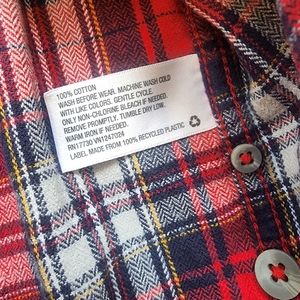 100% COTTON
WASH BEFORE WEAR. MACHINE WASH COLD
WITH LIKE COLORS. GENTLE CYCLE.
ONLY NON-CHLORINE BLEACH IF NEEDED.
REMOVE PROMPTLY. TUMBLE DRY LOW.
WARM IRON IF NEEDED.
RN17730 VN1247024
LABEL MADE FROM 100% RECYCLED PLASTIC